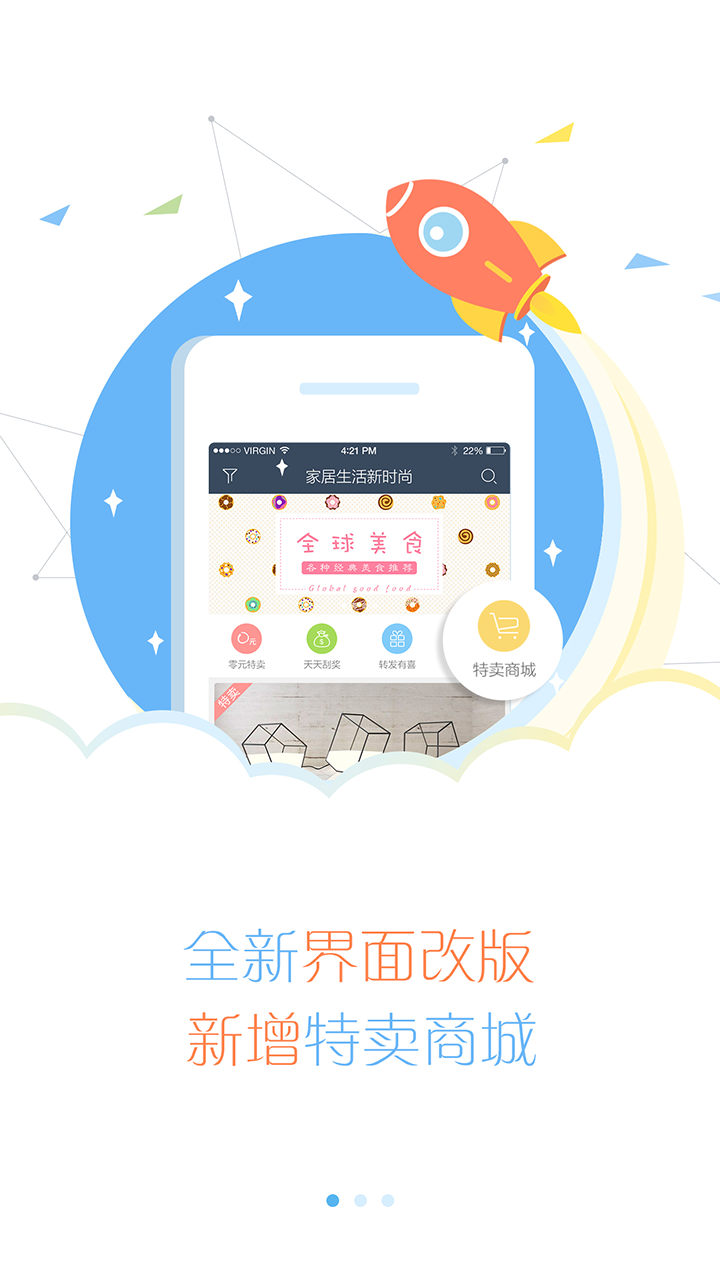 VIRGIN 4:21 PM 22%
家居生活新时尚
全球美食
各种经典美食推荐
Global good food
零元特卖 天天刮奖 转发有喜 特卖商城
特卖
全新界面改版
新增特卖商城